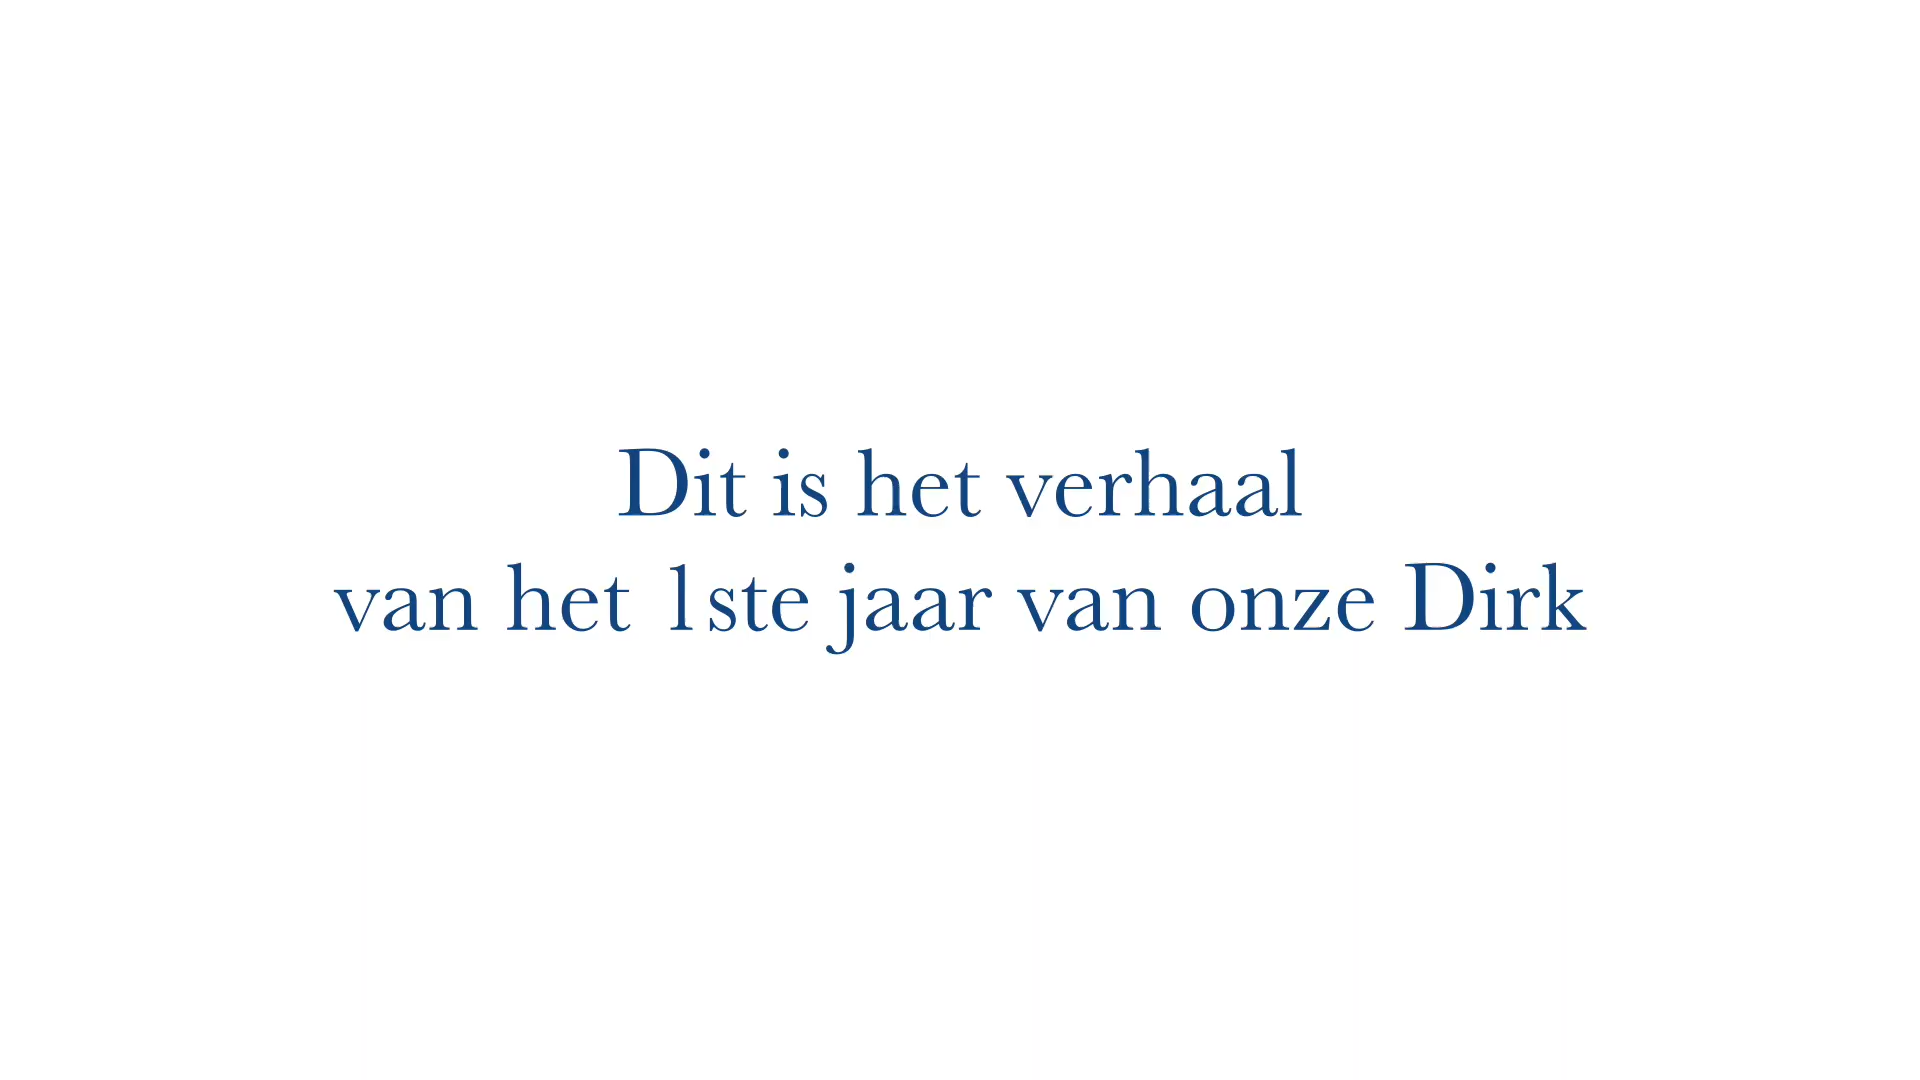 Dit is het verhaal
van het 1ste jaar van onze Dirk